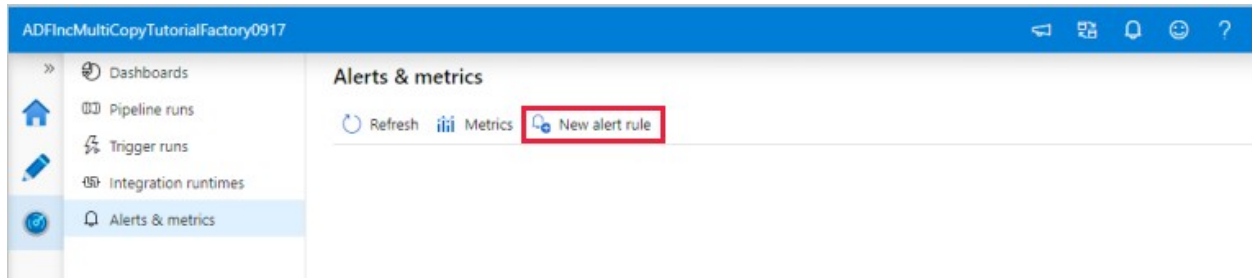 ADFIncMultiCopyTutorialFactory0917
?
»
Dashboards
Pipeline runs
Trigger runs
Integration runtimes
Alerts & metrics
Alerts & metrics
Refresh Metrics New alert rule